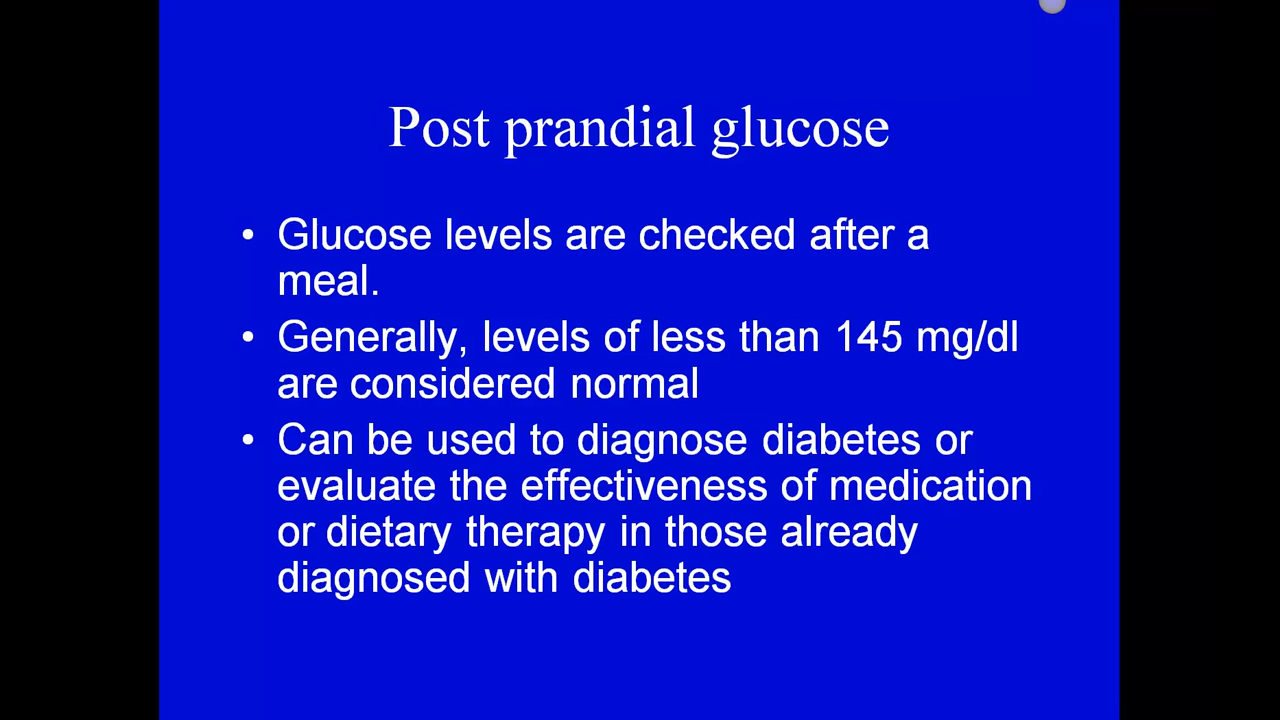 Post prandial glucose
• Glucose levels are checked after a
meal.
• Generally, levels of less than 145 mg/dl
are considered normal
• Can be used to diagnose diabetes or
evaluate the effectiveness of medication
or dietary therapy in those already
diagnosed with diabetes